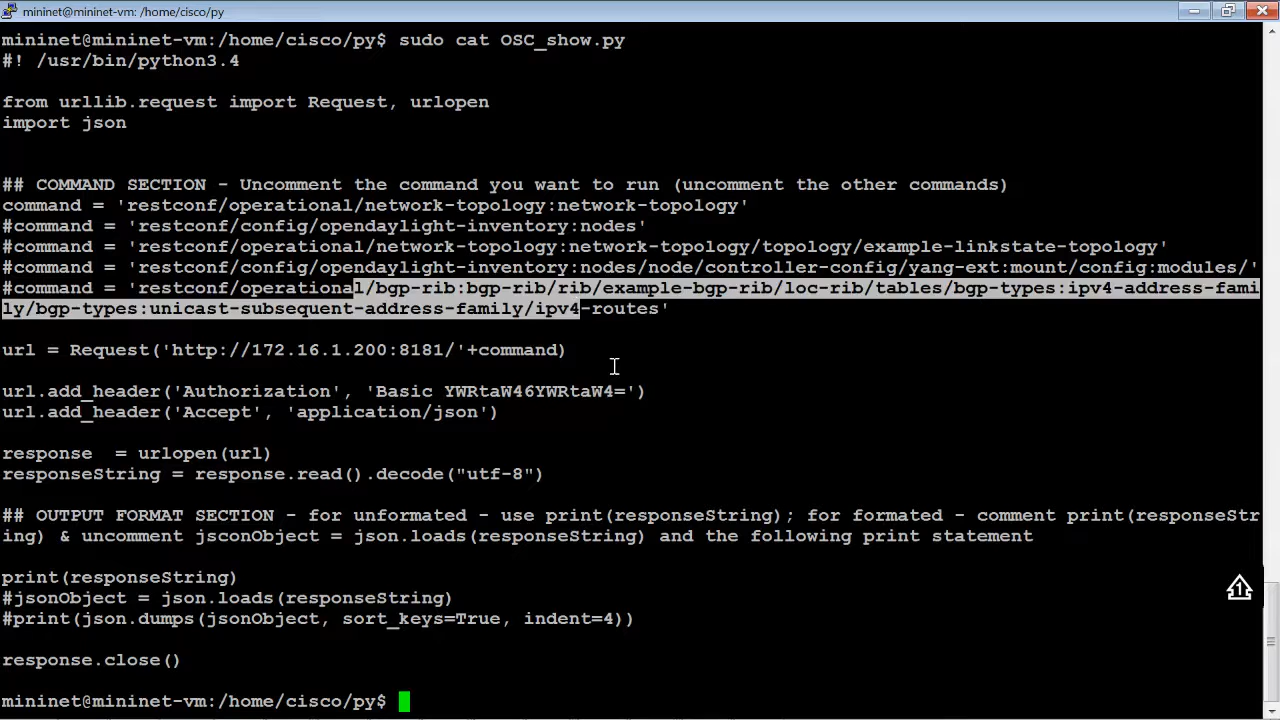 mininet@mininet-vm: /home/cisco/py
mininet@mininet-vm:/home/cisco/py$ sudo cat OSC_show.py
#! /usr/bin/python3.4
from urllib.request import Request, urlopen
import json
## COMMAND SECTION - Uncomment the command you want to run (uncomment the other commands)
command = 'restconf/operational/network-topology:network-topology'
#command = 'restconf/config/opendaylight-inventory:nodes'
#command = 'restconf/operational/network-topology:network-topology/topology/example-linkstate-topology'
#command = 'restconf/config/opendaylight-inventory:nodes/node/controller-config/yang-ext:mount/config:modules/'
#command = 'restconf/operational/bgp-rib:bgp-rib/rib/example-bgp-rib/loc-rib/tables/bgp-types:ipv4-address-fami
ly/bgp-types:unicast-subsequent-address-family/ipv4-routes'
url = Request('http://172.16.1.200:8181/'+command)
url.add_header('Authorization', 'Basic YWRtaW46YWRtaW4=')
url.add_header('Accept', 'application/json')
response  = urlopen(url)
responseString = response.read().decode("utf-8")
## OUTPUT FORMAT SECTION - for unformated - use print(responseString); for formated - comment print(responseStr
ing) & uncomment jsconObject = json.loads(responseString) and the following print statement
print(responseString)
#jsonObject = json.loads(responseString)
#print(json.dumps(jsonObject, sort_keys=True, indent=4))
response.close()
mininet@mininet-vm:/home/cisco/py$